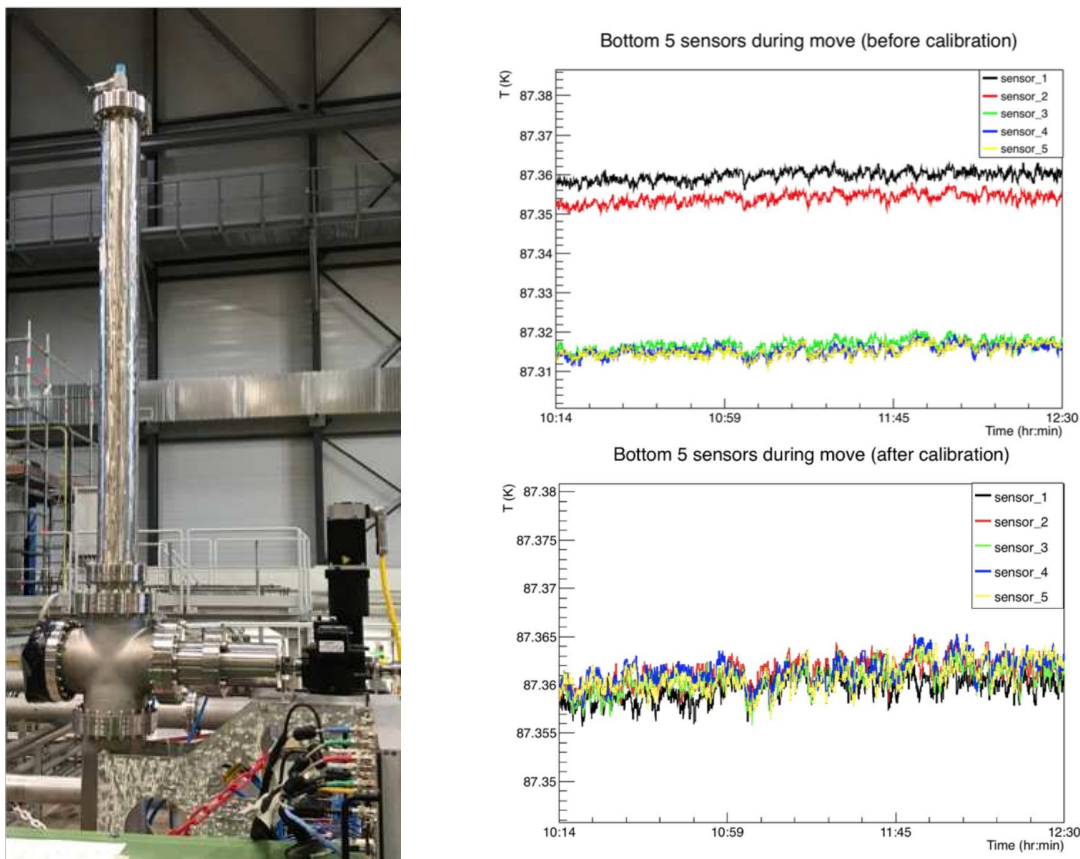 Bottom 5 sensors during move (before calibration)
T (K)
87.38
87.37
87.36
87.35
87.34
87.33
87.32
87.31
10:14
10:59
11:45
12:30
Time (hr:min)
sensor_1
sensor_2
sensor_3
sensor_4
sensor_5
Bottom 5 sensors during move (after calibration)
T (K)
87.38
87.375
87.37
87.365
87.36
87.355
87.35
10:14
10:59
11:45
12:30
Time (hr:min)
sensor_1
sensor_2
sensor_3
sensor_4
sensor_5